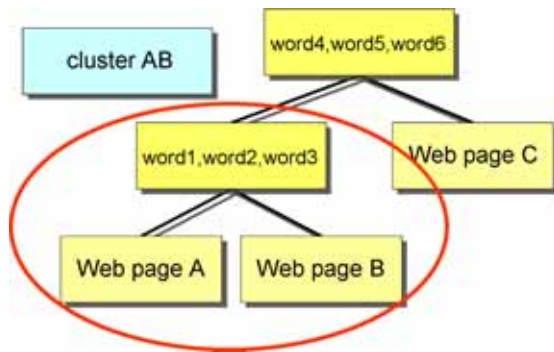 cluster AB
word4,word5,word6
word1,word2,word3
Web page C
Web page A
Web page B